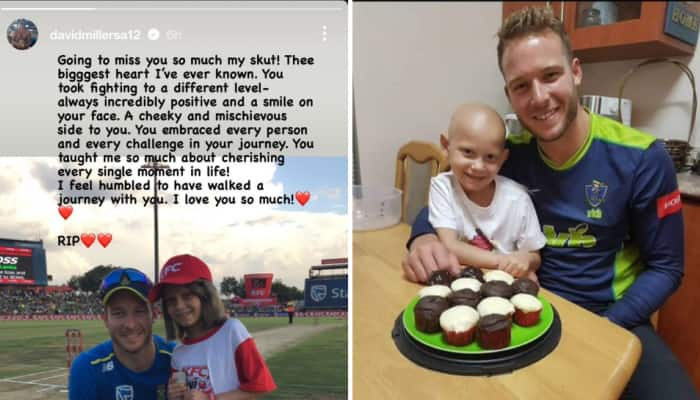 davidmillersa12 6h
Going to miss you so much my skut! Thee
bigggest heart I've ever known. You
took fighting to a different level-
always incredibly positive and a smile on
your face. A cheeky and mischievous
side to you. You embraced every person
and every challenge in your journey. You
taught me so much about cherishing
every single moment in life!
I feel humbled to have walked a
journey with you. I love you so much!❤️
❤️
RIP❤️❤️
KFC
KFC